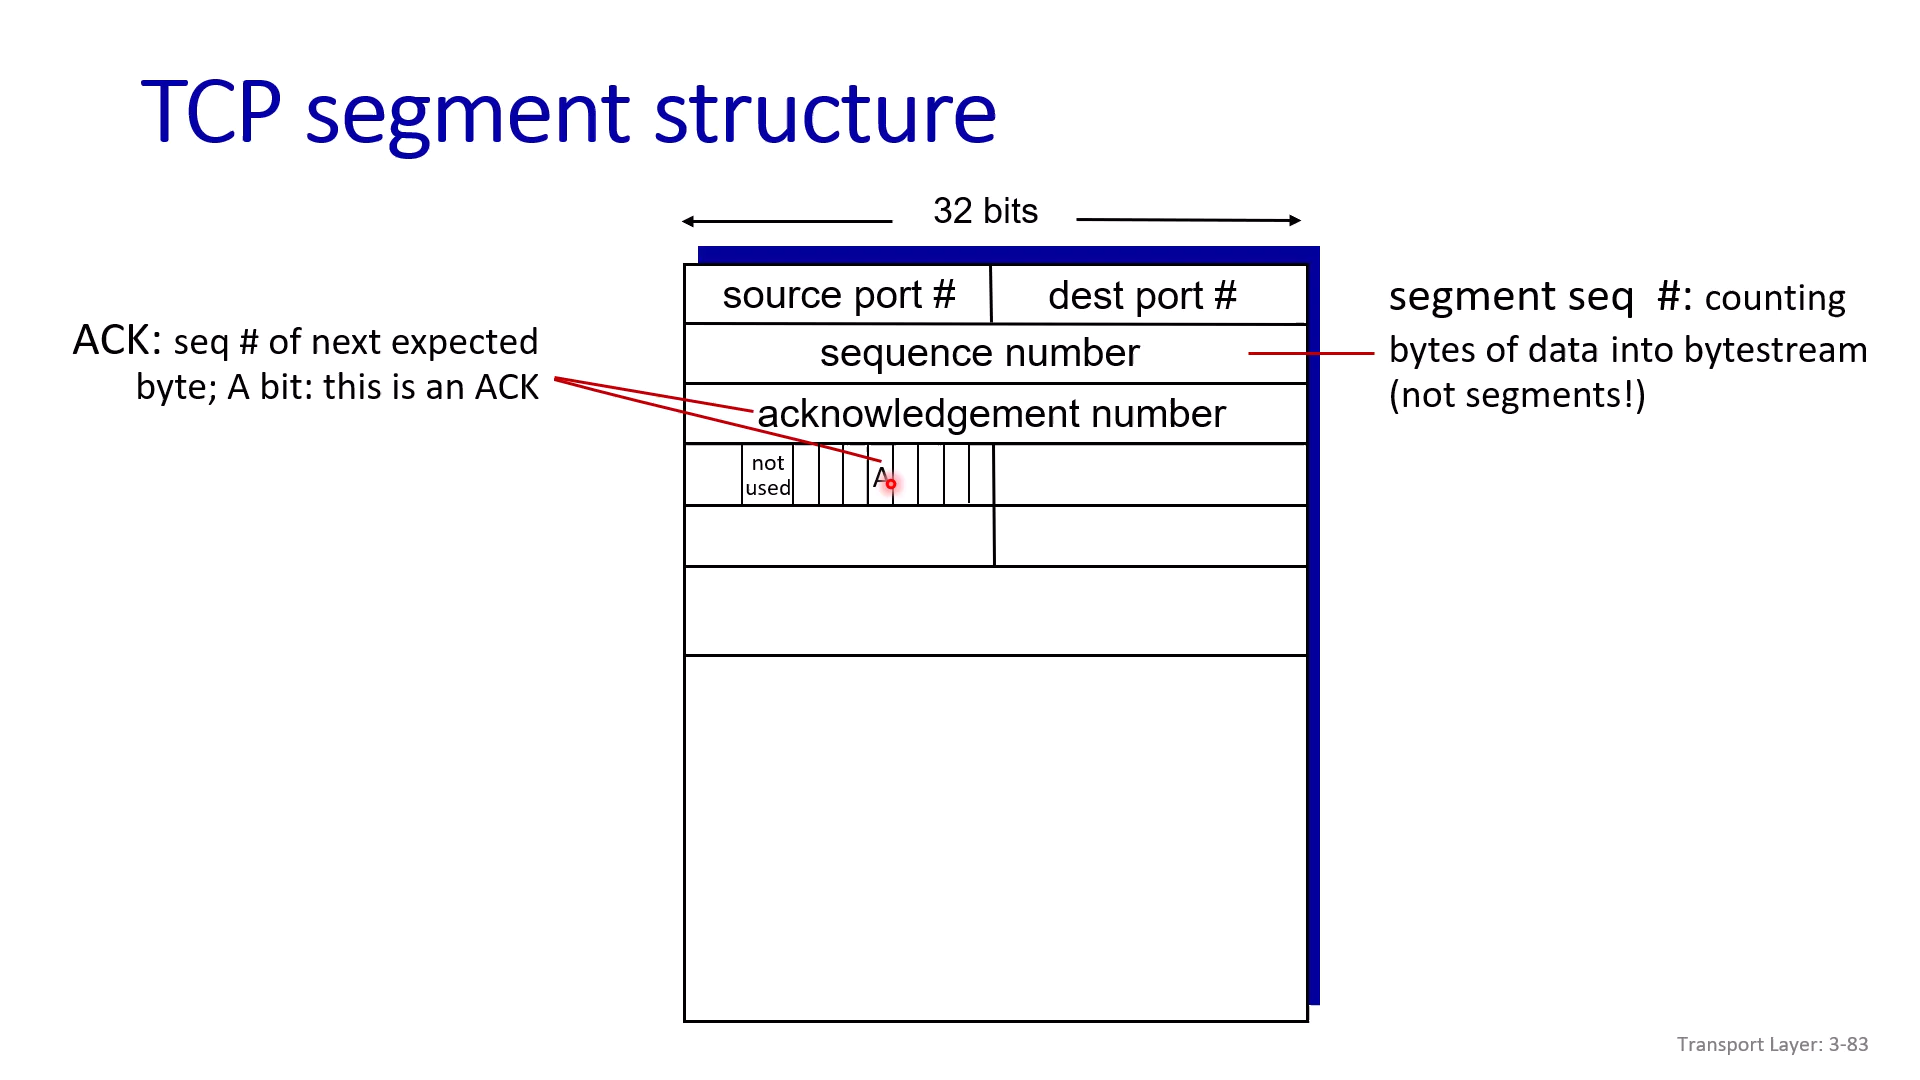 TCP segment structure
32 bits
source port #
dest port #
segment seq  #: counting
bytes of data into bytestream
(not segments!)
ACK: seq # of next expected
byte; A bit: this is an ACK
sequence number
acknowledgement number
not
used
A
Transport Layer: 3-83